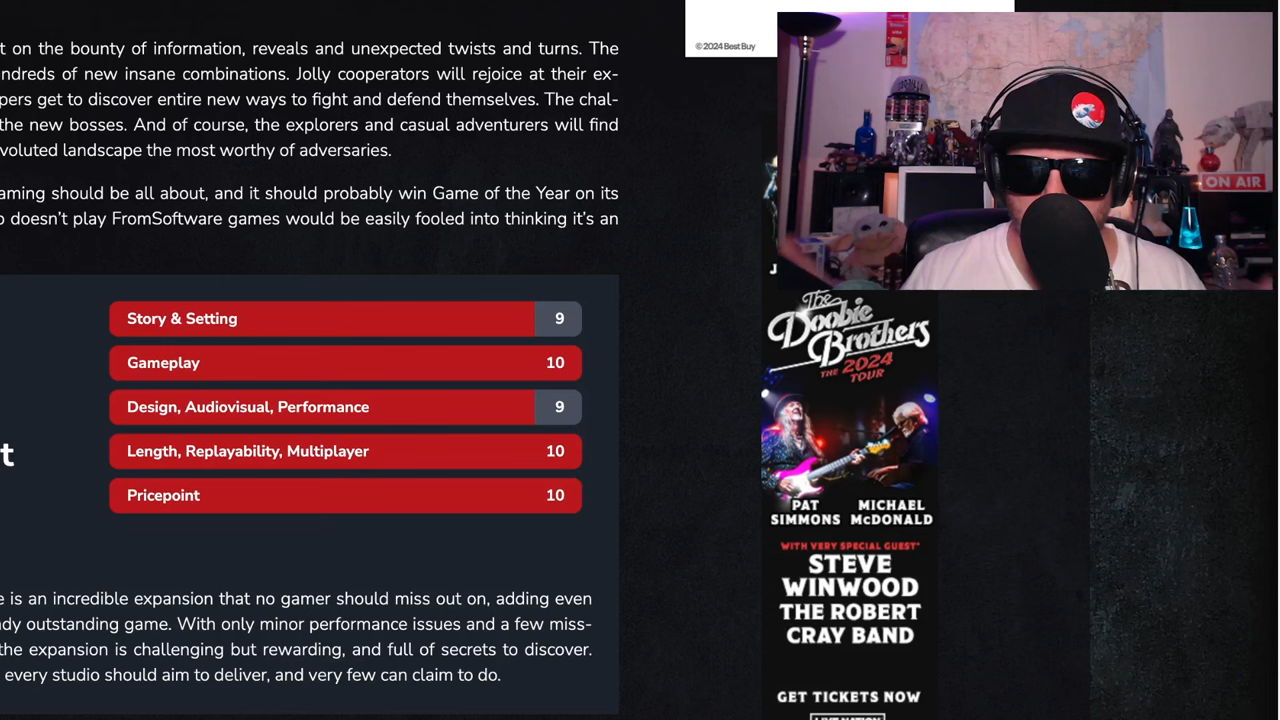 t on the bounty of information, reveals and unexpected twists and turns. The
ndreds of new insane combinations. Jolly cooperators will rejoice at their ex-
pers get to discover entire new ways to fight and defend themselves. The chal-
the new bosses. And of course, the explorers and casual adventurers will find
voluted landscape the most worthy of adversaries.
aming should be all about, and it should probably win Game of the Year on its
o doesn't play FromSoftware games would be easily fooled into thinking it's an
Story & Setting 9
Gameplay 10
Design, Audiovisual, Performance 9
Length, Replayability, Multiplayer 10
Pricepoint 10
t
e is an incredible expansion that no gamer should miss out on, adding even
ady outstanding game. With only minor performance issues and a few miss-
the expansion is challenging but rewarding, and full of secrets to discover.
every studio should aim to deliver, and very few can claim to do.
© 2024 Best Buy
ON AIR
J
The
Doobie
Brothers
THE 2024
TOUR
PAT MICHAEL
SIMMONS McDONALD
WITH VERY SPECIAL GUEST*
STEVE
WINWOOD
THE ROBERT
CRAY BAND
GET TICKETS NOW
LIVE NATION